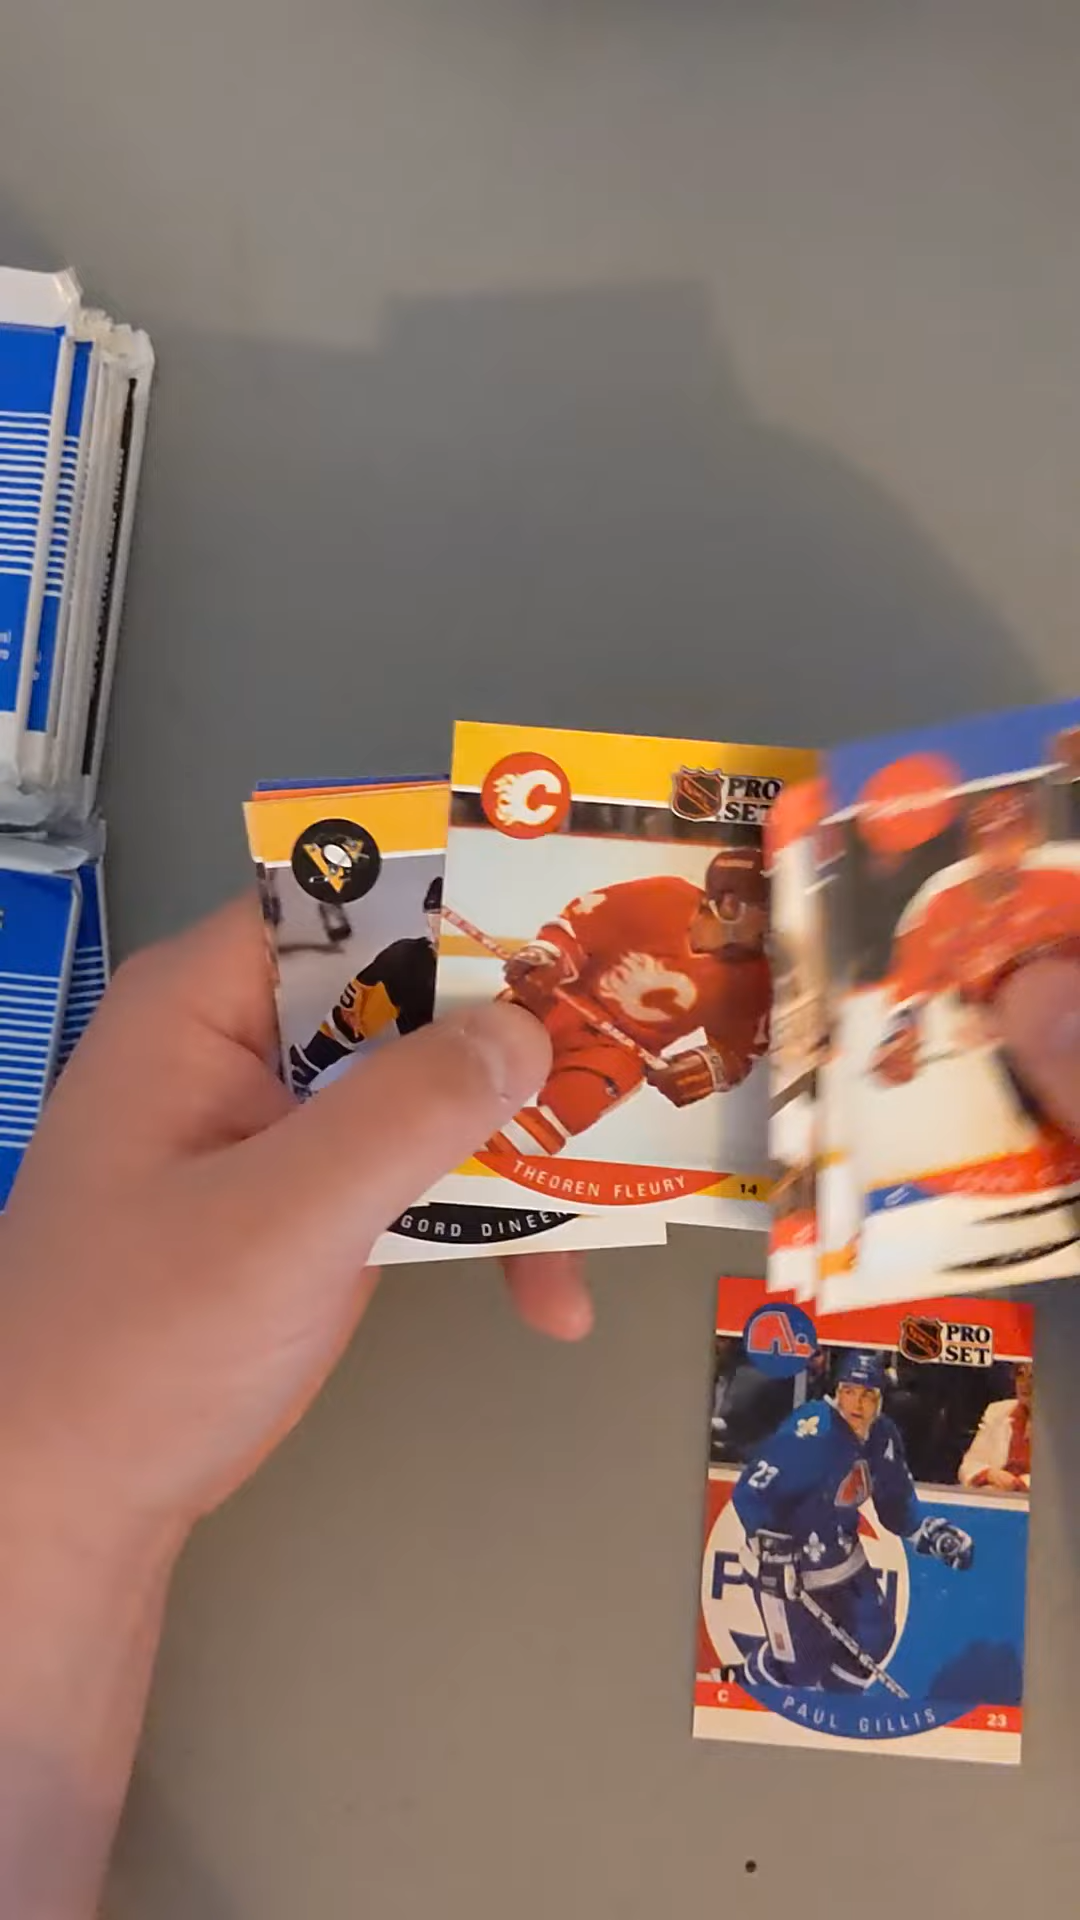 PRO
SET
THEOREN FLEURY
14
GORD DINEEN
PRO
SET
23
A
C
PAUL GILLIS
23